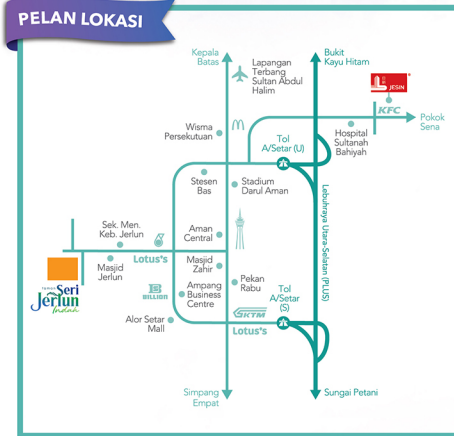 PELAN LOKASI
Kepala
Batas
Bukit
Kayu Hitam
Lapangan
Terbang
Sultan Abdul
Halim
JESIN
KFC
Pokok
Sena
Wisma
Persekutuan
Tol
A/Setar (U)
Hospital
Sultanah
Bahiyah
Stesen
Bas
Stadium
Darul Aman
Lebuhraya Utara-Selatan (PLUS)
Sek. Men.
Keb. Jerlun
Aman
Central
Lotus's
Masjid
Jerlun
Masjid
Zahir
taman
Seri
Jerlun
Indah
BILLION
Ampang
Business
Centre
Pekan
Rabu
Tol
A/Setar
(S)
Alor Setar
Mall
KTM
Lotus's
Simpang
Empat
Sungai Petani